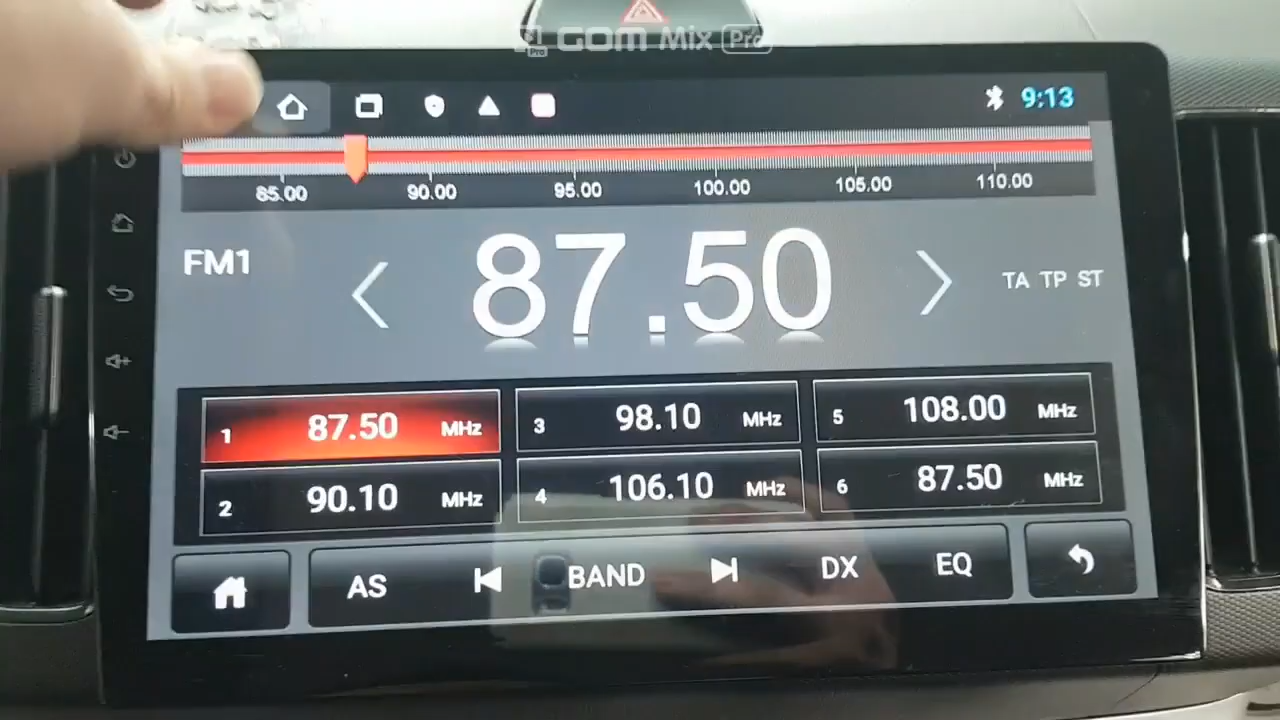 GOM Mix Pro
Pro
9:13
85.00 90.00 95.00 100.00 105.00 110.00
FM1
87.50
TA TP ST
1 87.50 MHz
3 98.10 MHz
5 108.00 MHz
2 90.10 MHz
4 106.10 MHz
6 87.50 MHz
AS BAND DX EQ